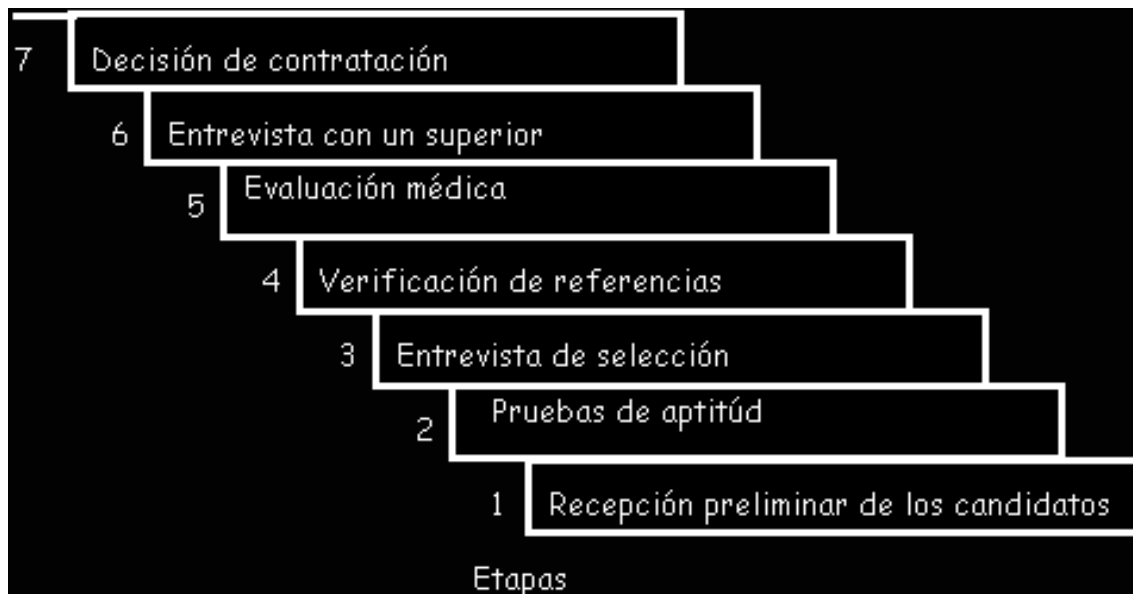 7 Decisión de contratación
6 Entrevista con un superior
5 Evaluación médica
4 Verificación de referencias
3 Entrevista de selección
2 Pruebas de aptitúd
1 Recepción preliminar de los candidatos
Etapas